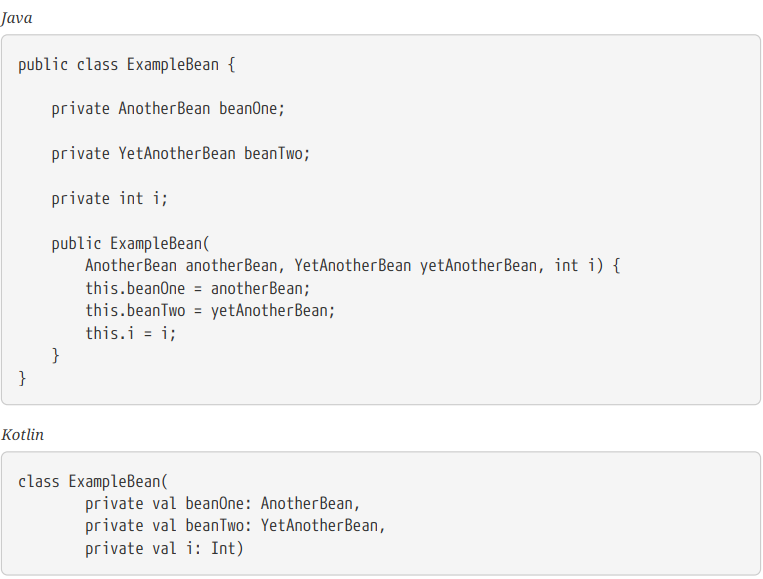 Java
public class ExampleBean {
private AnotherBean beanOne;
private YetAnotherBean beanTwo;
private int i;
public ExampleBean(
AnotherBean anotherBean, YetAnotherBean yetAnotherBean, int i) {
this.beanOne = anotherBean;
this.beanTwo = yetAnotherBean;
this.i = i;
}
}
Kotlin
class ExampleBean(
private val beanOne: AnotherBean,
private val beanTwo: YetAnotherBean,
private val i: Int)